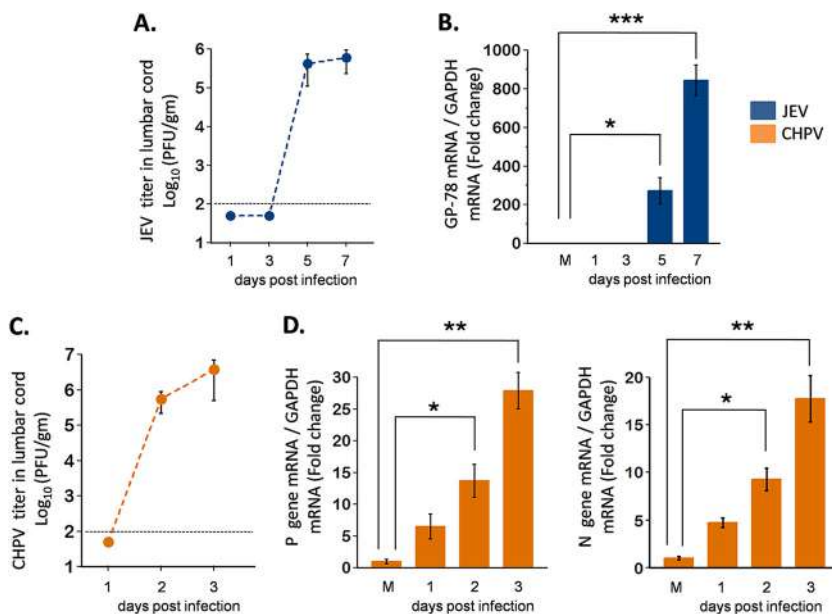 A.
JEV titer in lumbar cord
Log10 (PFU/gm)
6
5
4
3
2
1
1 3 5 7
days post infection
B.
GP-78 mRNA / GAPDH
mRNA (Fold change)
1000
800
600
400
200
0
***
*
M 1 3 5 7
days post infection
JEV
CHPV
C.
CHPV titer in lumbar cord
Log10 (PFU/gm)
7
6
5
4
3
2
1
1 2 3
days post infection
D.
P gene mRNA / GAPDH
mRNA (Fold change)
35
30
25
20
15
10
5
0
**
*
M 1 2 3
days post infection
N gene mRNA / GAPDH
mRNA (Fold change)
20
15
10
5
0
**
*
M 1 2 3
days post infection